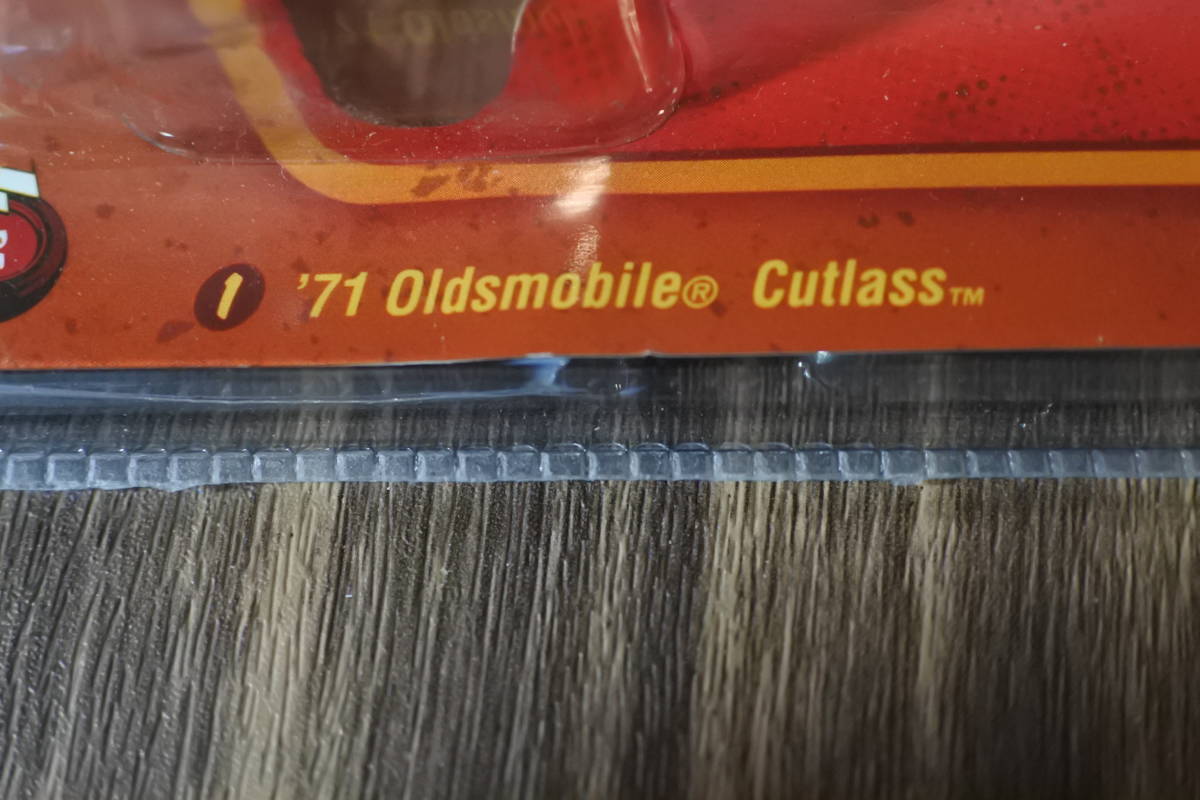 1 '71 Oldsmobile® Cutlass™